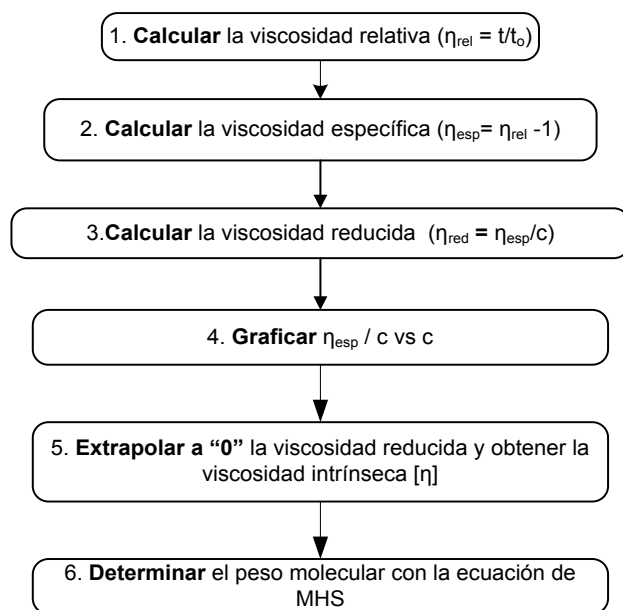 1. Calcular la viscosidad relativa (ηrel = t/to)
2. Calcular la viscosidad específica (ηesp= ηrel -1)
3.Calcular la viscosidad reducida (ηred = ηesp/c)
4. Graficar ηesp / c vs c
5. Extrapolar a “0” la viscosidad reducida y obtener la
viscosidad intrínseca [η]
6. Determinar el peso molecular con la ecuación de
MHS